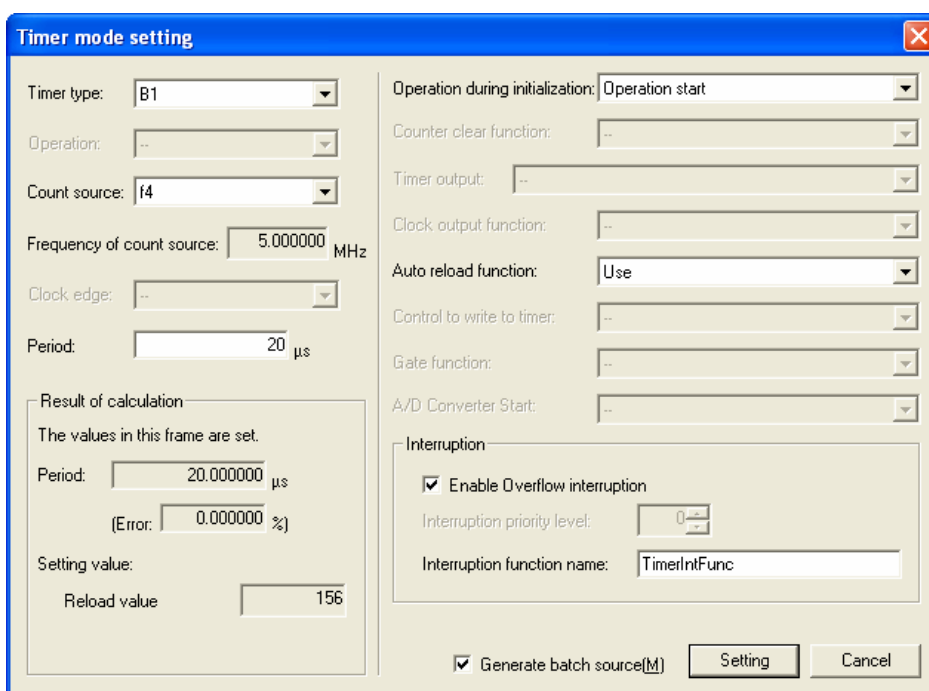 Timer mode setting
Timer type: B1
Operation: --
Count source: f4
Frequency of count source: 5.000000 MHz
Clock edge: --
Period: 20 µs
Result of calculation
The values in this frame are set.
Period: 20.000000 µs
(Error: 0.000000 %)
Setting value:
Reload value 156
Operation during initialization: Operation start
Counter clear function: --
Timer output: --
Clock output function: --
Auto reload function: Use
Control to write to timer: --
Gate function: --
A/D Converter Start: --
Interruption
Enable Overflow interruption
Interruption priority level: 0
Interruption function name: TimerIntFunc
Generate batch source(M) Setting Cancel